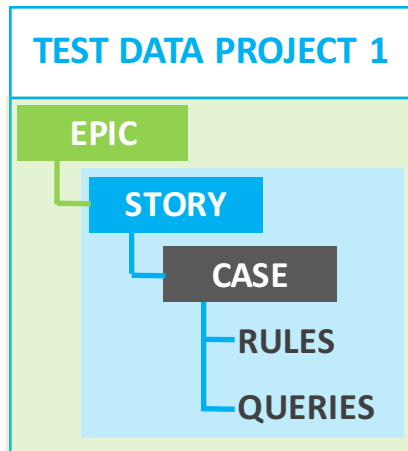 TEST DATA PROJECT 1
EPIC
STORY
CASE
RULES
QUERIES